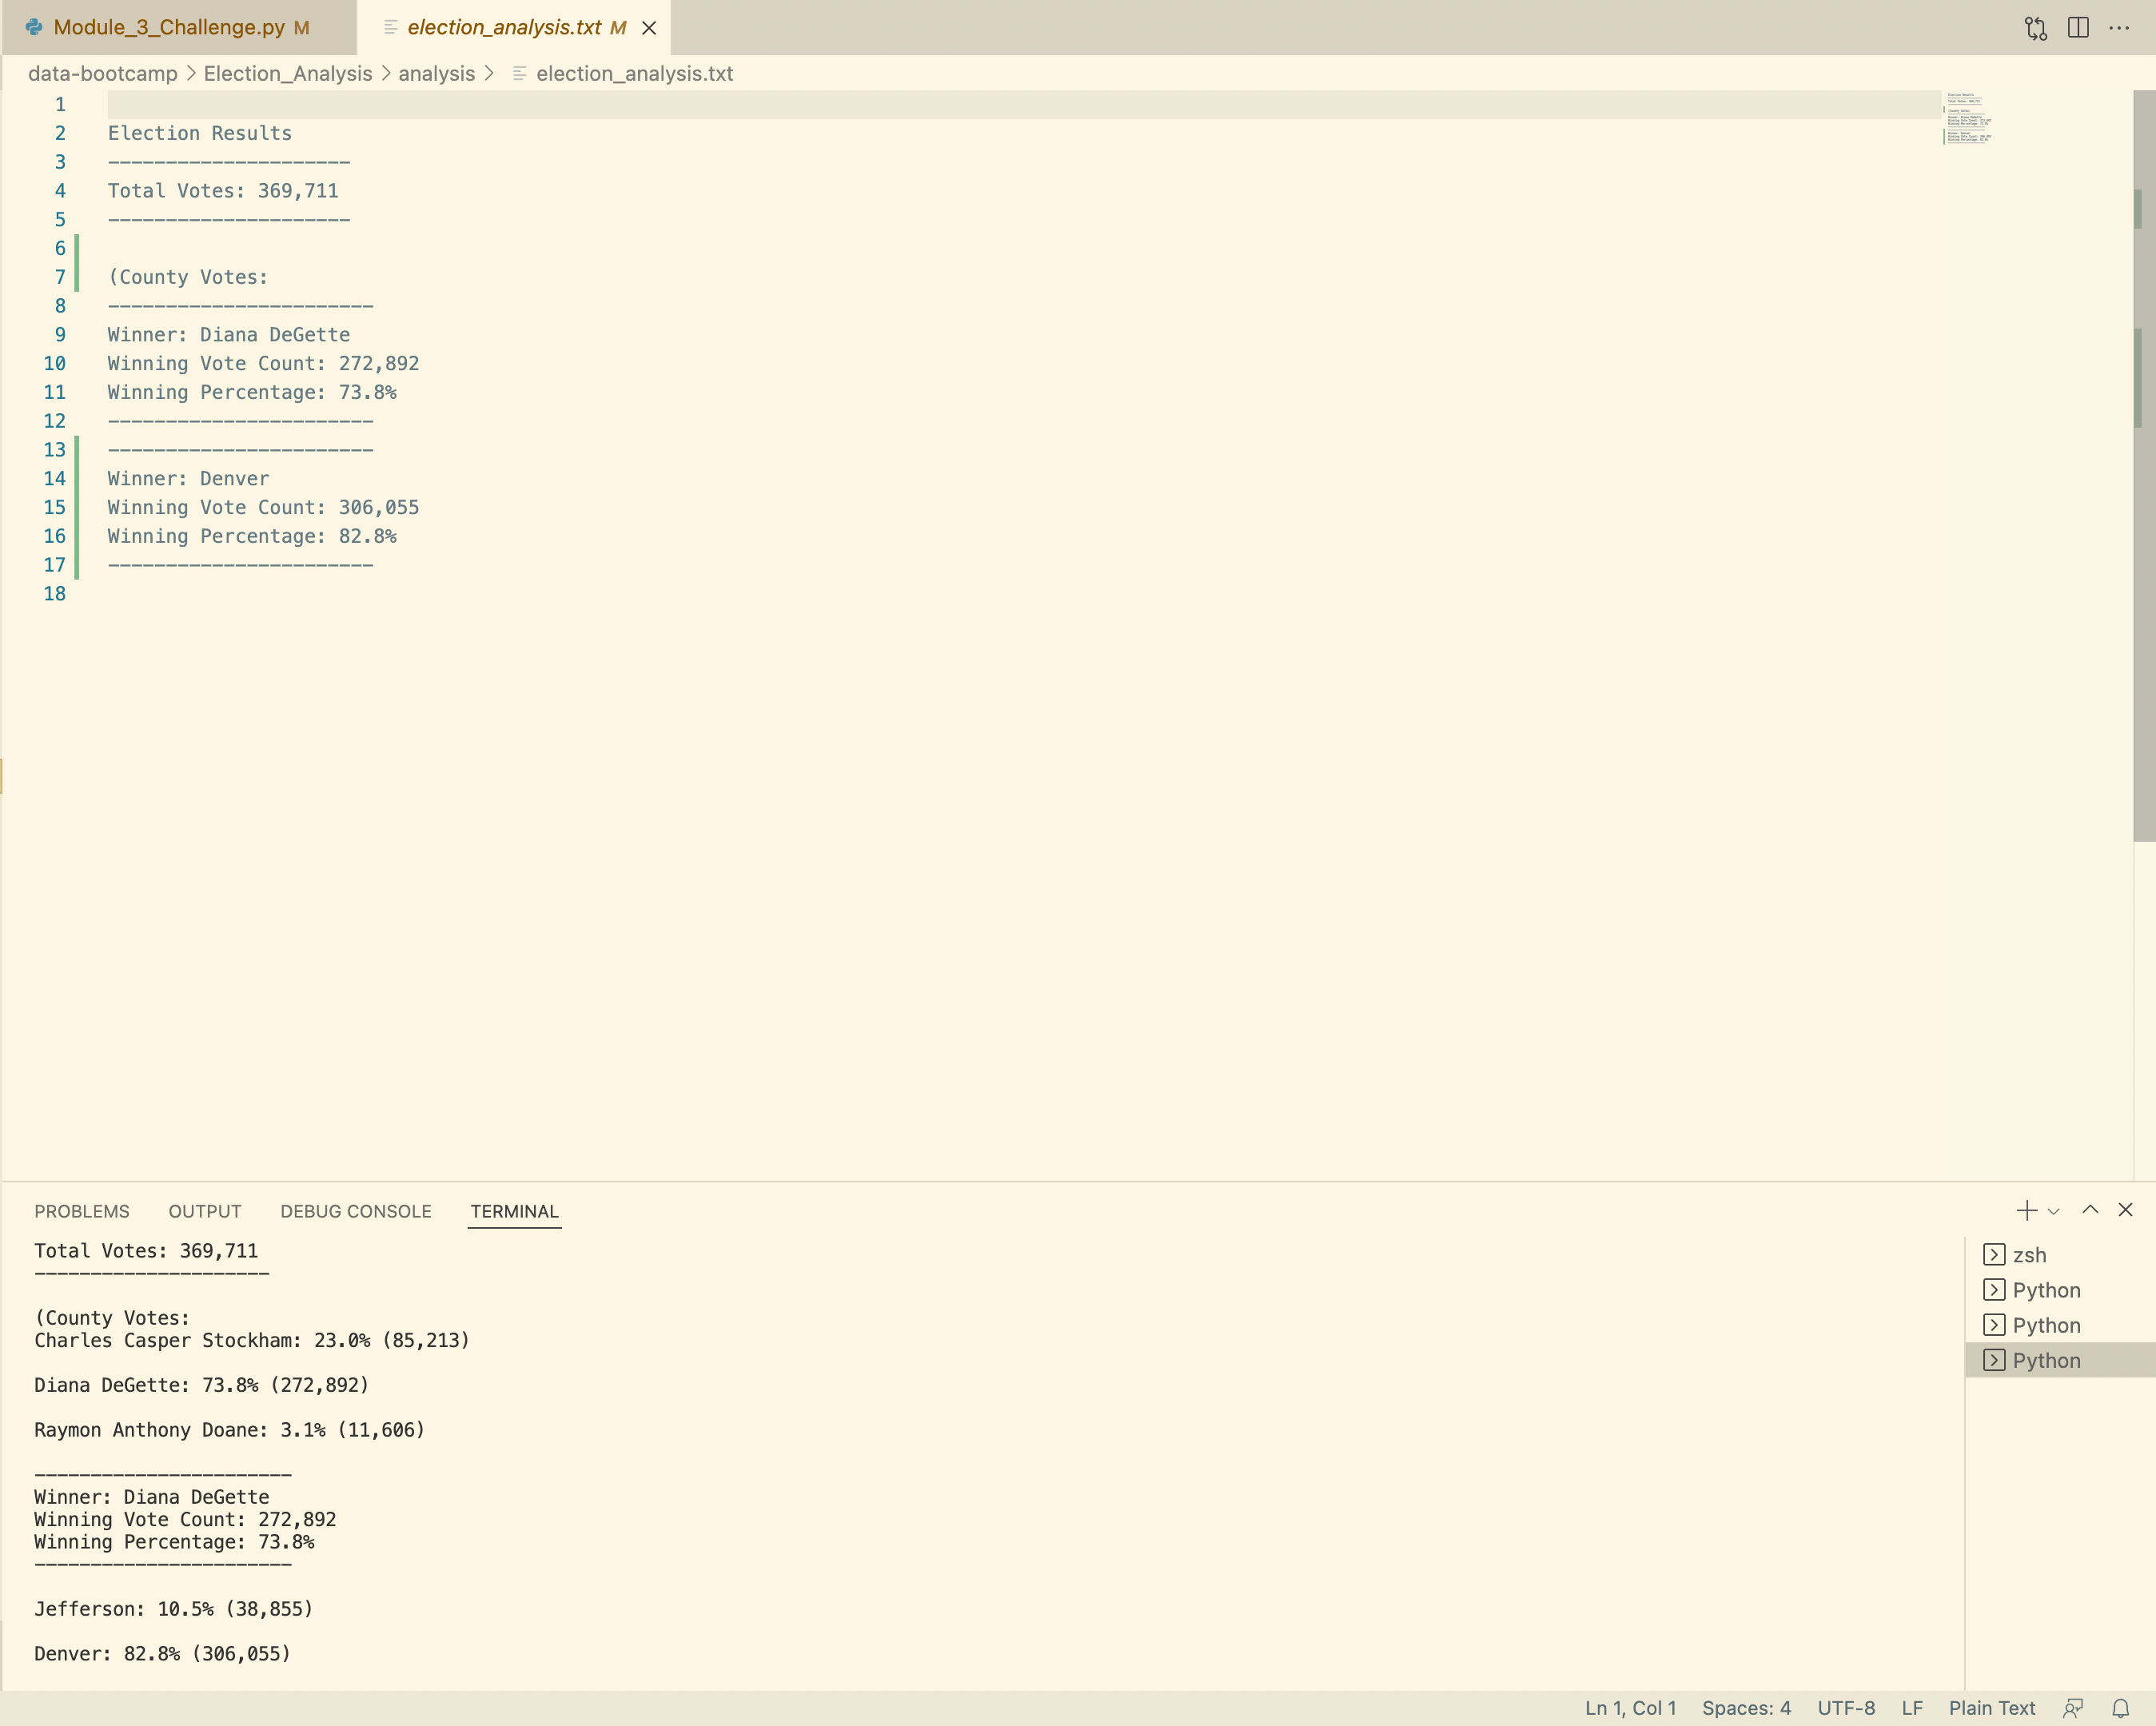 Module_3_Challenge.py M
election_analysis.txt M
data-bootcamp > Election_Analysis > analysis > election_analysis.txt
1
2 Election Results
3 ---------------------
4 Total Votes: 369,711
5 ---------------------
6
7 (County Votes:
8 -----------------------
9 Winner: Diana DeGette
10 Winning Vote Count: 272,892
11 Winning Percentage: 73.8%
12 -----------------------
13 -----------------------
14 Winner: Denver
15 Winning Vote Count: 306,055
16 Winning Percentage: 82.8%
17 -----------------------
18
PROBLEMS OUTPUT DEBUG CONSOLE TERMINAL
Total Votes: 369,711
---------------------
(County Votes:
Charles Casper Stockham: 23.0% (85,213)
Diana DeGette: 73.8% (272,892)
Raymon Anthony Doane: 3.1% (11,606)
-----------------------
Winner: Diana DeGette
Winning Vote Count: 272,892
Winning Percentage: 73.8%
-----------------------
Jefferson: 10.5% (38,855)
Denver: 82.8% (306,055)
zsh
Python
Python
Python
Ln 1, Col 1 Spaces: 4 UTF-8 LF Plain Text